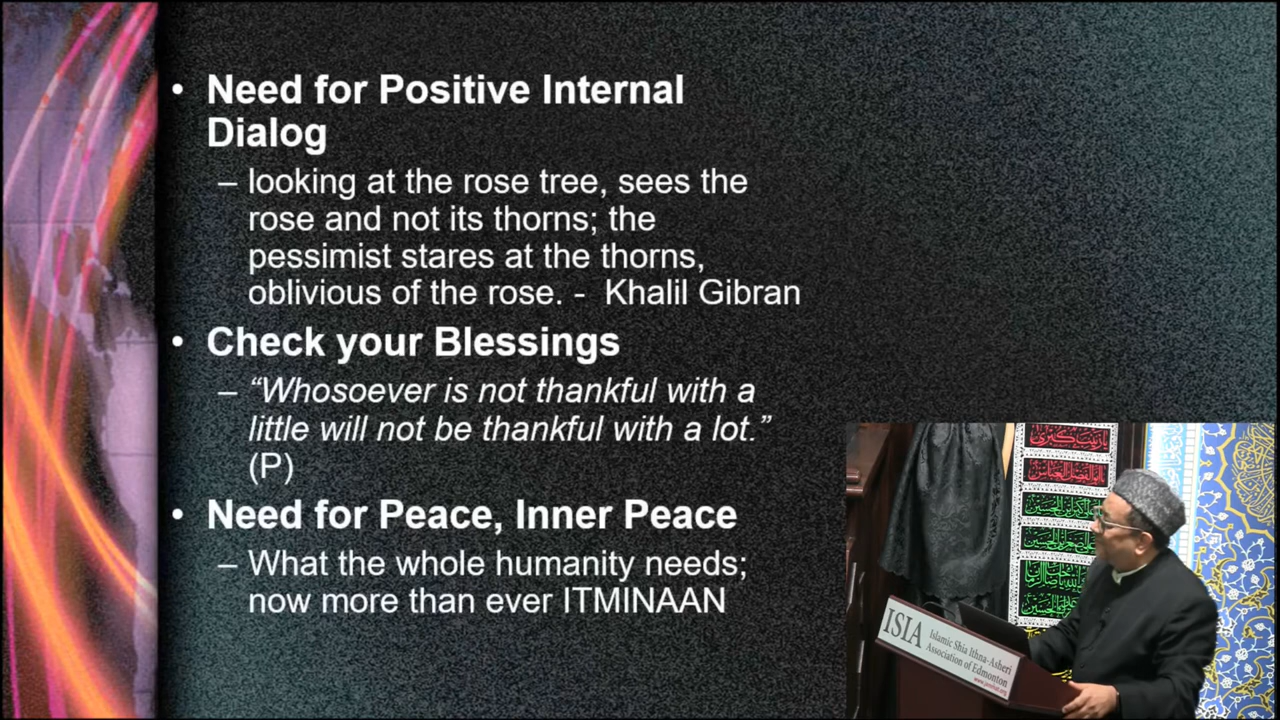 • Need for Positive Internal
Dialog
– looking at the rose tree, sees the
rose and not its thorns; the
pessimist stares at the thorns,
oblivious of the rose. - Khalil Gibran
• Check your Blessings
– “Whosoever is not thankful with a
little will not be thankful with a lot.”
(P)
• Need for Peace, Inner Peace
– What the whole humanity needs;
now more than ever ITMINAAN
ISIA
Islamic Shia Ithna-Asheri
Association of Edmonton